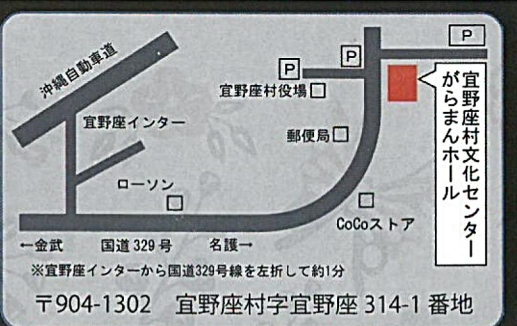 沖縄自動車道
宜野座インター
ローソン
P
P
P
宜野座村役場
郵便局
宜野座村文化センター
がらまんホール
CoCoストア
←金武 国道329号 名護→
※宜野座インターから国道329号線を左折して約1分
〒904-1302 宜野座村字宜野座 314-1 番地